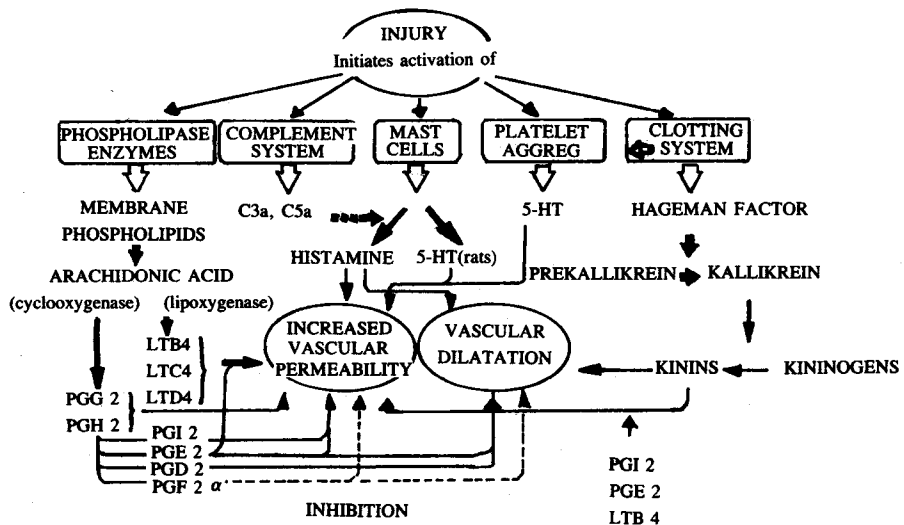 INJURY
Initiates activation of
PHOSPHOLIPASE
ENZYMES
COMPLEMENT
SYSTEM
MAST
CELLS
PLATELET
AGGREG
CLOTTING
SYSTEM
MEMBRANE
PHOSPHOLIPIDS
C3a, C5a
5-HT
HAGEMAN FACTOR
ARACHIDONIC ACID
HISTAMINE
5-HT(rats)
PREKALLIKREIN
KALLIKREIN
(cyclooxygenase)
(lipoxygenase)
LTB4
LTC4
LTD4
INCREASED
VASCULAR
PERMEABILITY
VASCULAR
DILATATION
KININS
KININOGENS
PGG 2
PGH 2
PGI 2
PGE 2
PGD 2
PGF 2 α
INHIBITION
PGI 2
PGE 2
LTB 4